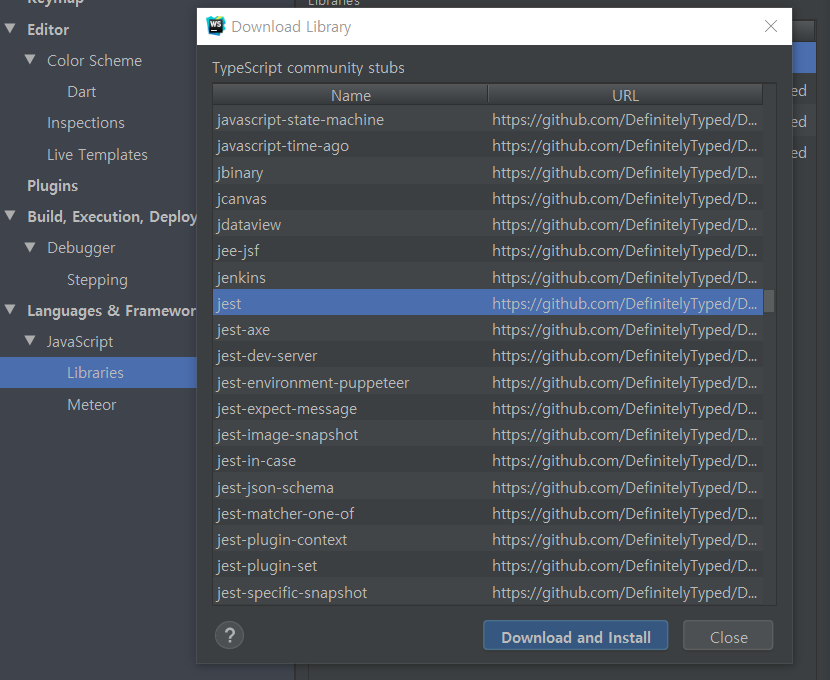 Keymap
Editor
Color Scheme
Dart
Inspections
Live Templates
Plugins
Build, Execution, Deploy
Debugger
Stepping
Languages & Framewor
JavaScript
Libraries
Meteor
Libraries
WS
Download Library
TypeScript community stubs
Name URL
javascript-state-machine https://github.com/DefinitelyTyped/D...
javascript-time-ago https://github.com/DefinitelyTyped/D...
jbinary https://github.com/DefinitelyTyped/D...
jcanvas https://github.com/DefinitelyTyped/D...
jdataview https://github.com/DefinitelyTyped/D...
jee-jsf https://github.com/DefinitelyTyped/D...
jenkins https://github.com/DefinitelyTyped/D...
jest https://github.com/DefinitelyTyped/D...
jest-axe https://github.com/DefinitelyTyped/D...
jest-dev-server https://github.com/DefinitelyTyped/D...
jest-environment-puppeteer https://github.com/DefinitelyTyped/D...
jest-expect-message https://github.com/DefinitelyTyped/D...
jest-image-snapshot https://github.com/DefinitelyTyped/D...
jest-in-case https://github.com/DefinitelyTyped/D...
jest-json-schema https://github.com/DefinitelyTyped/D...
jest-matcher-one-of https://github.com/DefinitelyTyped/D...
jest-plugin-context https://github.com/DefinitelyTyped/D...
jest-plugin-set https://github.com/DefinitelyTyped/D...
jest-specific-snapshot https://github.com/DefinitelyTyped/D...
? Download and Install Close
ed
ed
ed